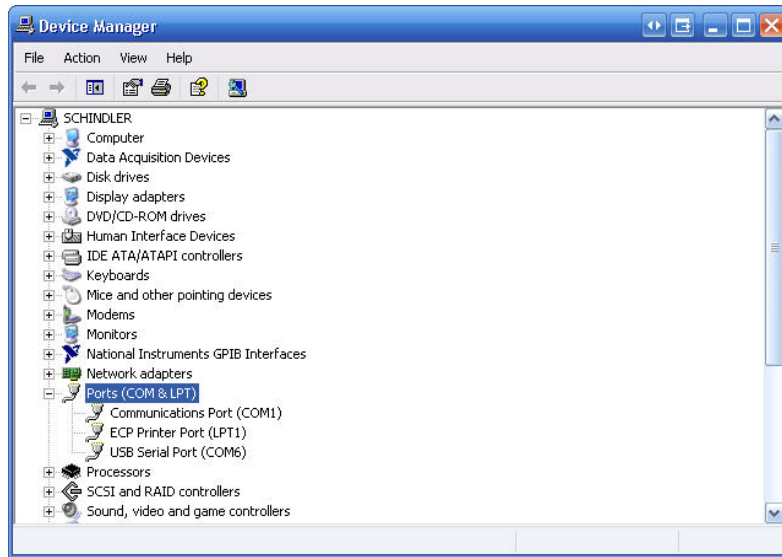 Device Manager
File Action View Help
SCHINDLER
Computer
Data Acquisition Devices
Disk drives
Display adapters
DVD/CD-ROM drives
Human Interface Devices
IDE ATA/ATAPI controllers
Keyboards
Mice and other pointing devices
Modems
Monitors
National Instruments GPIB Interfaces
Network adapters
Ports (COM & LPT)
Communications Port (COM1)
ECP Printer Port (LPT1)
USB Serial Port (COM6)
Processors
SCSI and RAID controllers
Sound, video and game controllers